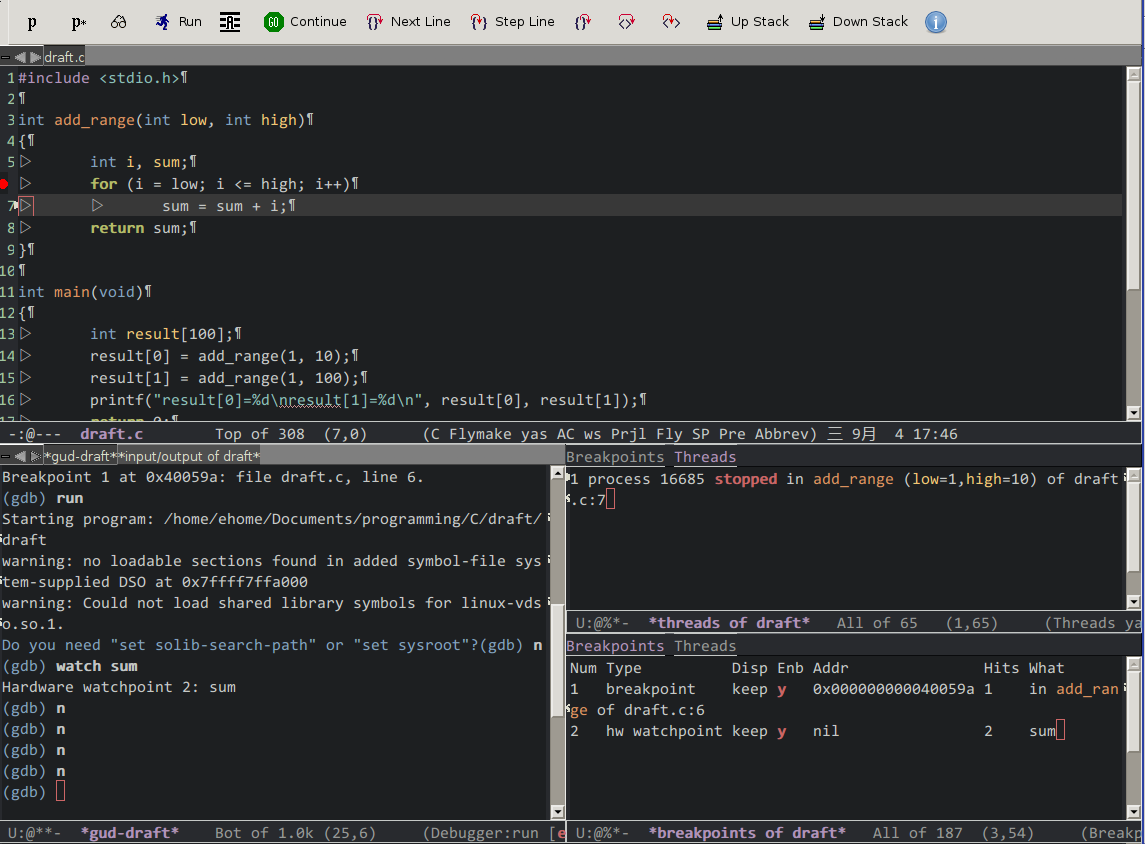 p p* Run GO Continue Next Line Step Line Up Stack Down Stack i
draft.c
1 #include <stdio.h>¶
2 ¶
3 int add_range(int low, int high)¶
4 {¶
5 int i, sum;¶
for (i = low; i <= high; i++)¶
7 sum = sum + i;¶
8 return sum;¶
9 }¶
10 ¶
11 int main(void)¶
12 {¶
13 int result[100];¶
14 result[0] = add_range(1, 10);¶
15 result[1] = add_range(1, 100);¶
16 printf("result[0]=%d\nresult[1]=%d\n", result[0], result[1]);¶
17 return 0;¶
-:@--- draft.c Top of 308 (7,0) (C Flymake yas AC ws Prjl Fly SP Pre Abbrev) 三 9月 4 17:46
*gud-draft* *input/output of draft*
Breakpoint 1 at 0x40059a: file draft.c, line 6.
(gdb) run
Starting program: /home/ehome/Documents/programming/C/draft/
draft
warning: no loadable sections found in added symbol-file sys
tem-supplied DSO at 0x7ffff7ffa000
warning: Could not load shared library symbols for linux-vds
o.so.1.
Do you need "set solib-search-path" or "set sysroot"?(gdb) n
(gdb) watch sum
Hardware watchpoint 2: sum
(gdb) n
(gdb) n
(gdb) n
(gdb) n
(gdb)
U:@**- *gud-draft* Bot of 1.0k (25,6) (Debugger:run [e
Breakpoints Threads
1 process 16685 stopped in add_range (low=1,high=10) of draft
.c:7
U:@%*- *threads of draft* All of 65 (1,65) (Threads ya
Breakpoints Threads
Num Type Disp Enb Addr Hits What
1 breakpoint keep y 0x000000000040059a 1 in add_ran
ge of draft.c:6
2 hw watchpoint keep y nil 2 sum
U:@%*- *breakpoints of draft* All of 187 (3,54) (Breakp